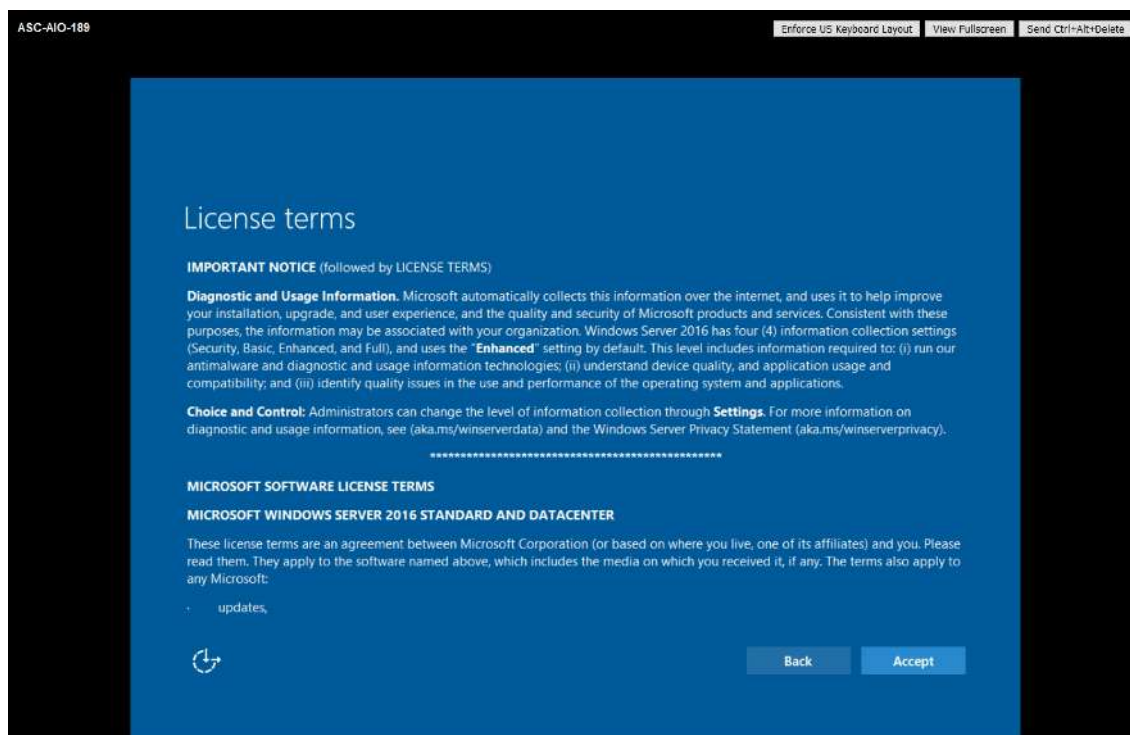 ASC-AIO-189
Enforce US Keyboard Layout View Fullscreen Send Ctrl+Alt+Delete
License terms
IMPORTANT NOTICE (followed by LICENSE TERMS)
Diagnostic and Usage Information. Microsoft automatically collects this information over the internet, and uses it to help improve
your installation, upgrade, and user experience, and the quality and security of Microsoft products and services. Consistent with these
purposes, the information may be associated with your organization. Windows Server 2016 has four (4) information collection settings
(Security, Basic, Enhanced, and Full), and uses the "Enhanced" setting by default. This level includes information required to: (i) run our
antimalware and diagnostic and usage information technologies; (ii) understand device quality, and application usage and
compatibility; and (iii) identify quality issues in the use and performance of the operating system and applications.
Choice and Control: Administrators can change the level of information collection through Settings. For more information on
diagnostic and usage information, see (aka.ms/winserverdata) and the Windows Server Privacy Statement (aka.ms/winserverprivacy).
************************************************
MICROSOFT SOFTWARE LICENSE TERMS
MICROSOFT WINDOWS SERVER 2016 STANDARD AND DATACENTER
These license terms are an agreement between Microsoft Corporation (or based on where you live, one of its affiliates) and you. Please
read them. They apply to the software named above, which includes the media on which you received it, if any. The terms also apply to
any Microsoft:
· updates,
Back Accept